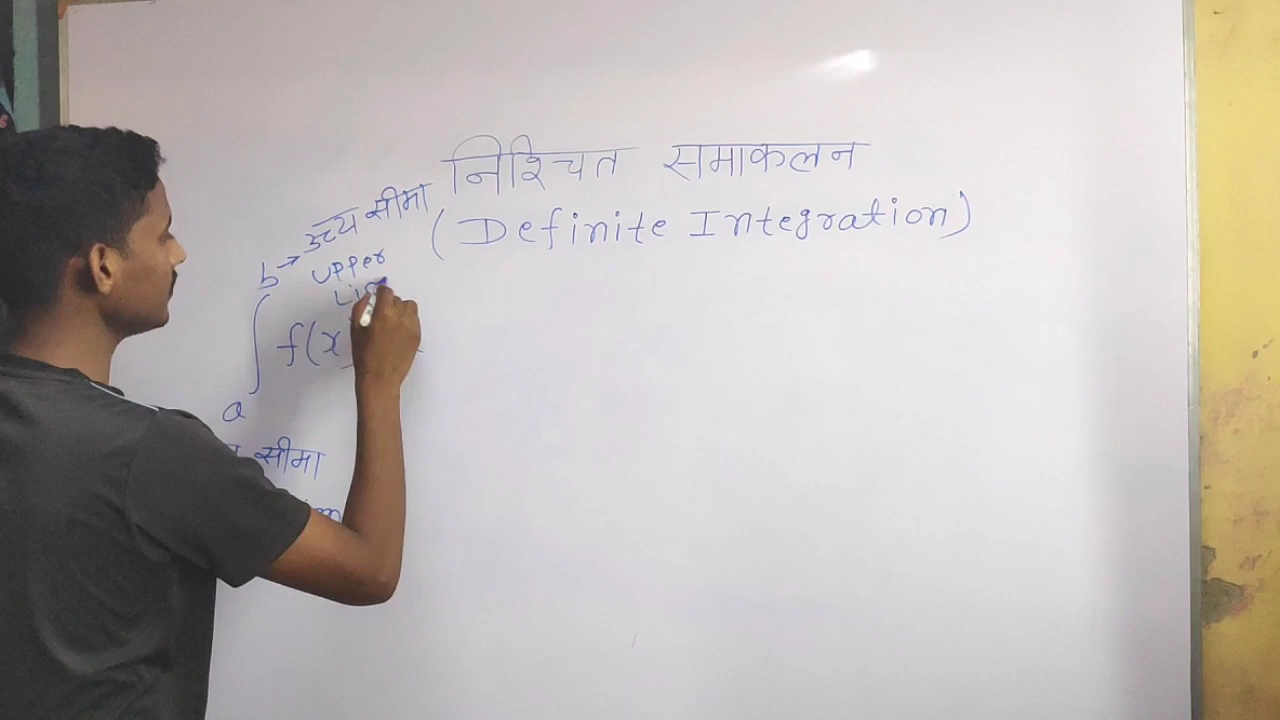 निश्चित समाकलन
(Definite Integration)
b → उच्य सीमा
upper
∫ f(x
a
सीमा